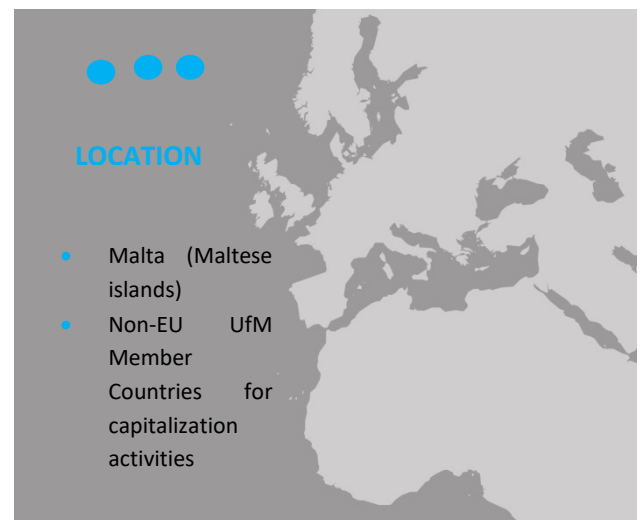 LOCATION
Malta (Maltese
islands)
Non-EU UfM
Member
Countries for
capitalization
activities